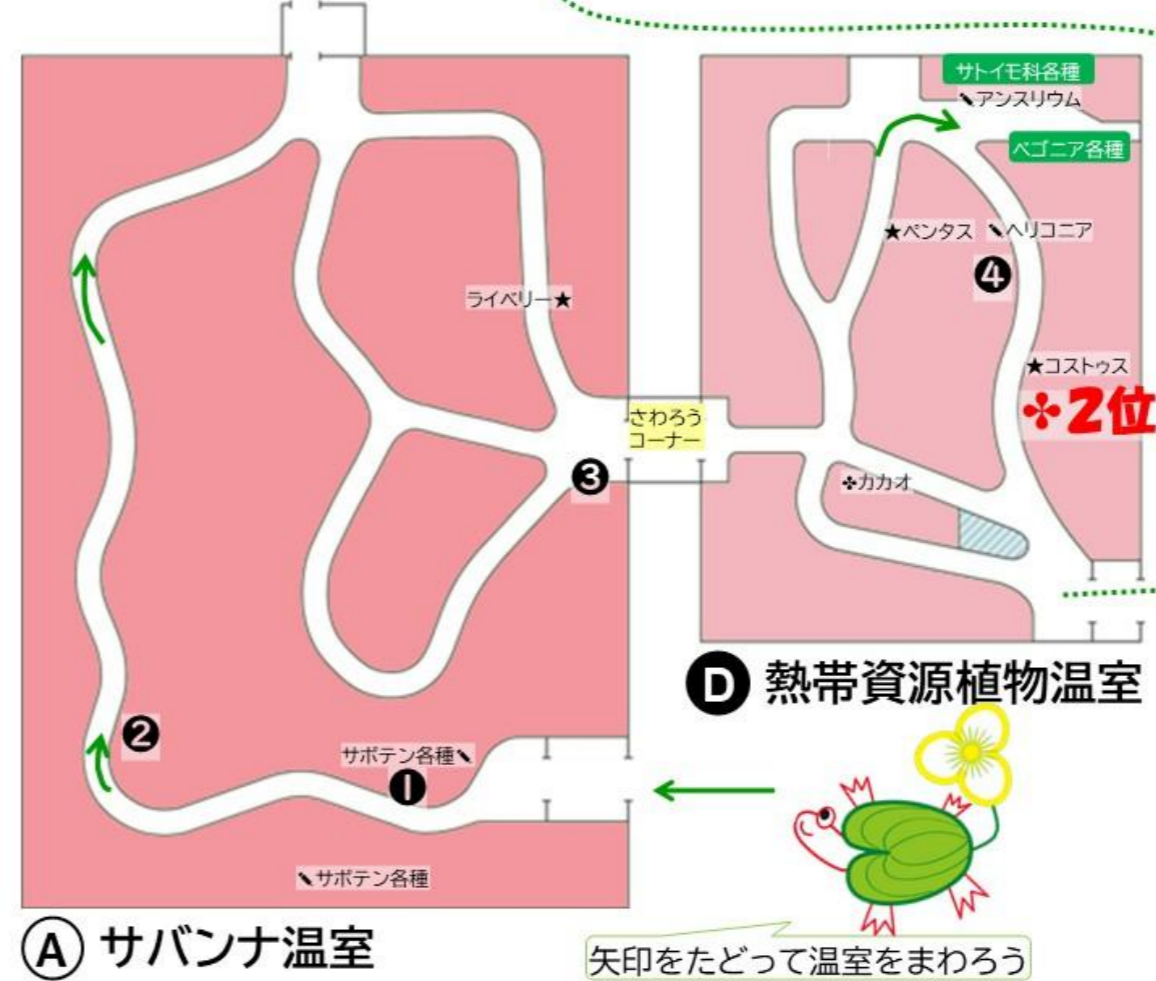 サトイモ科各種
アンスリウム
ベゴニア各種
★ペンタス
ヘリコニア
❹
ライベリー★
★コストゥス
✣2位
さわろう
コーナー
❸
✣カカオ
D 熱帯資源植物温室
❷
サボテン各種
❶
サボテン各種
A サバンナ温室
矢印をたどって温室をまわろう